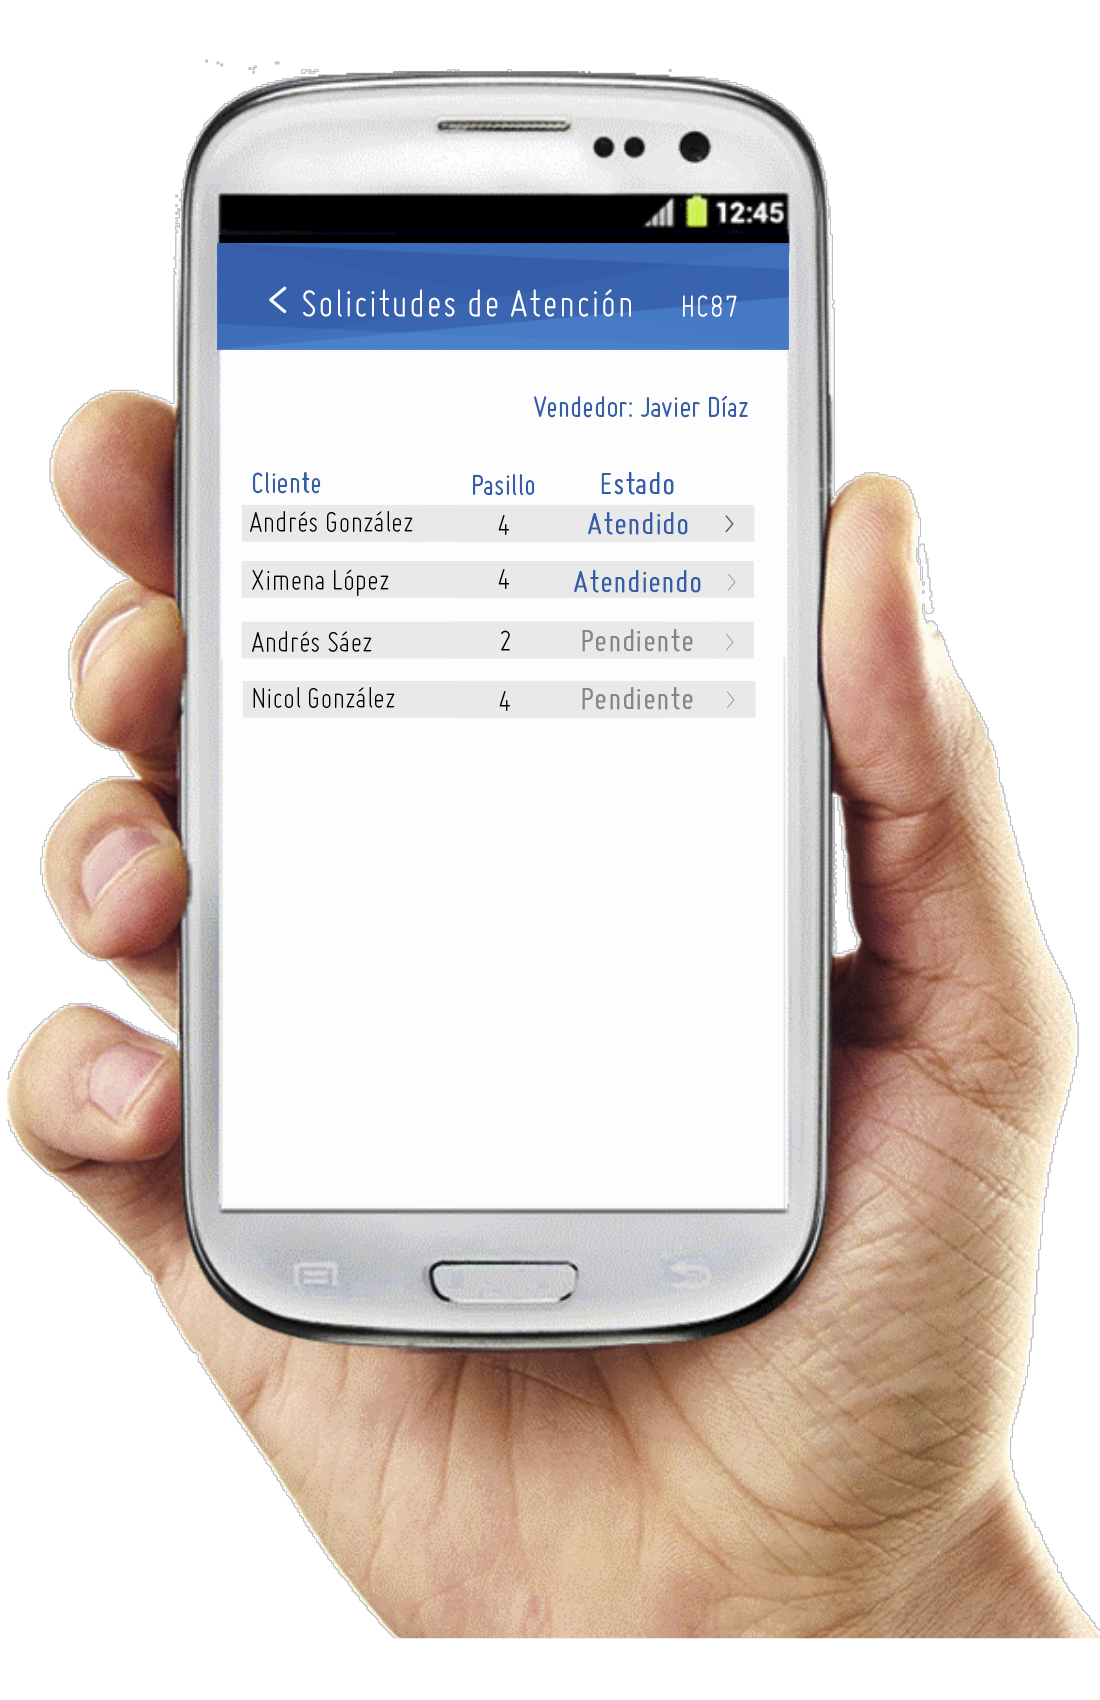 12:45
< Solicitudes de Atención HC87
Vendedor: Javier Díaz
Cliente Pasillo Estado
Andrés González 4 Atendido >
Ximena López 4 Atendiendo >
Andrés Sáez 2 Pendiente >
Nicol González 4 Pendiente >